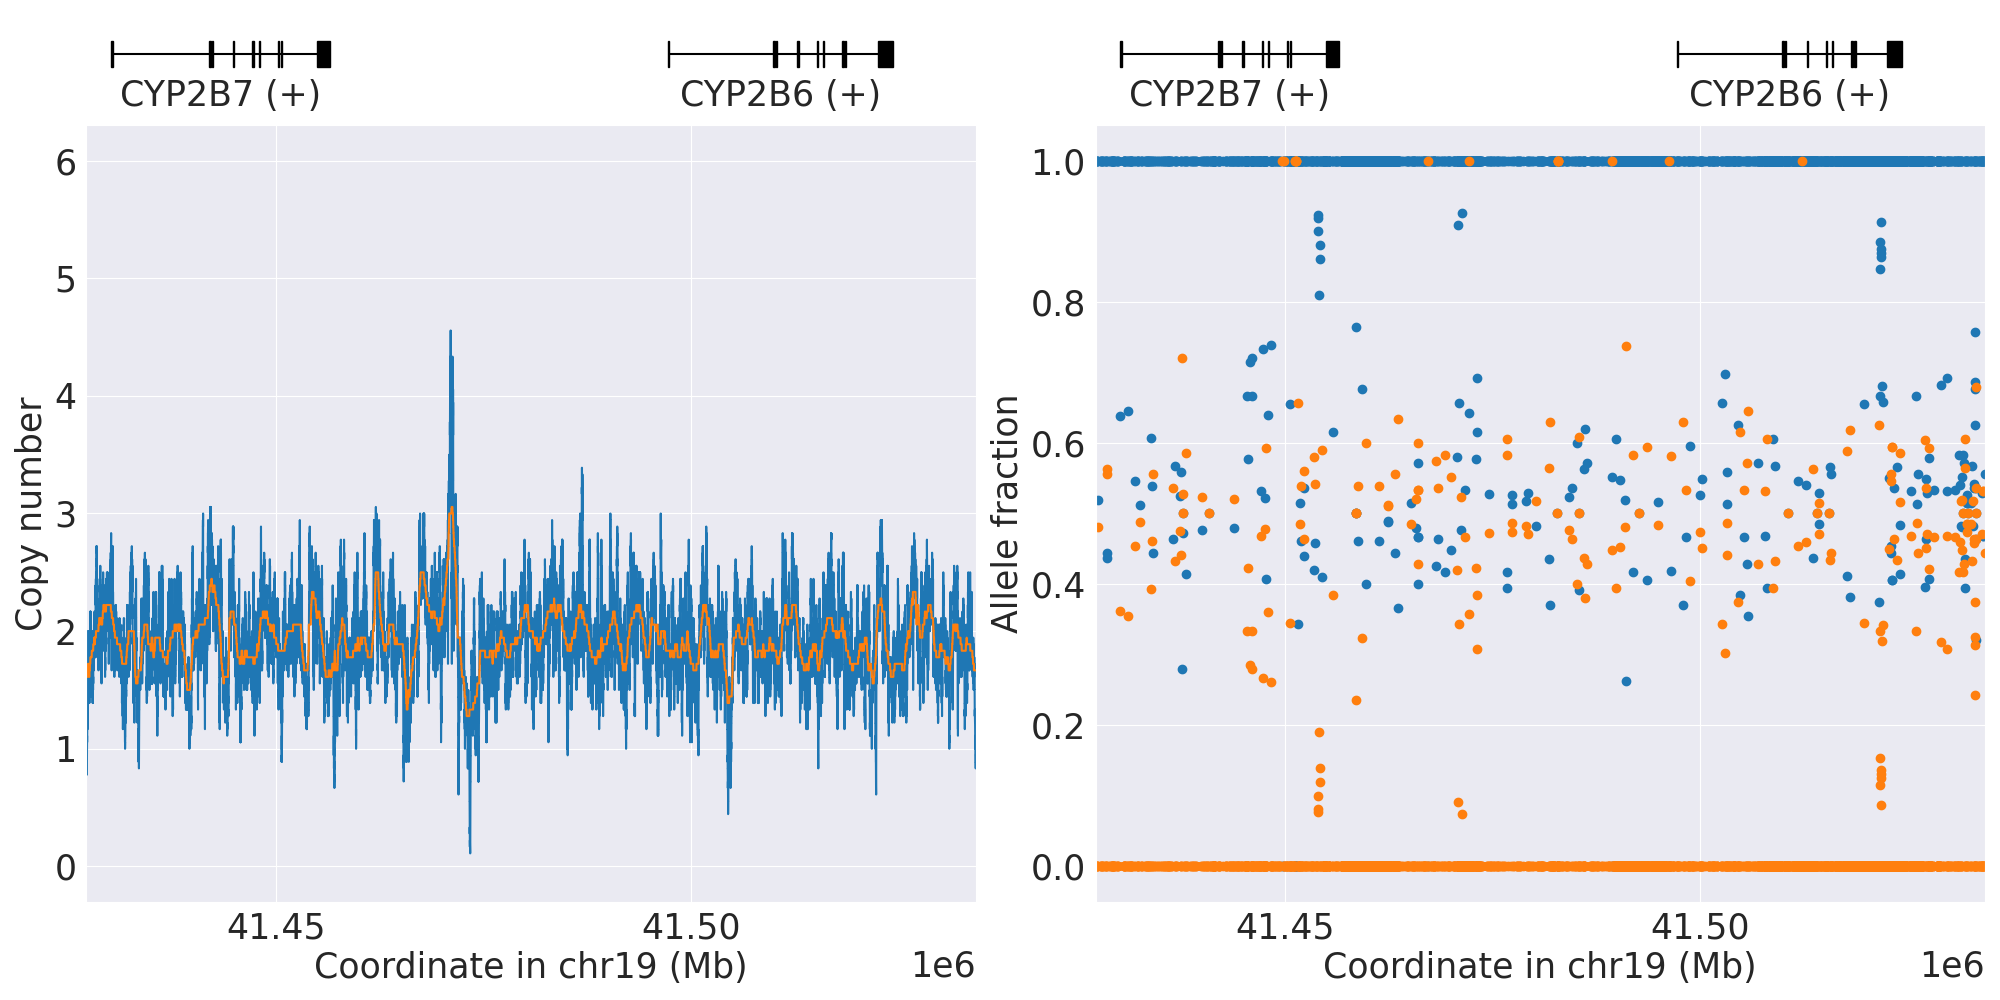 CYP2B7 (+) CYP2B6 (+)
CYP2B7 (+) CYP2B6 (+)
Copy number
6
5
4
3
2
1
0
41.45 41.50
Coordinate in chr19 (Mb) 1e6
Allele fraction
1.0
0.8
0.6
0.4
0.2
0.0
41.45 41.50
Coordinate in chr19 (Mb) 1e6